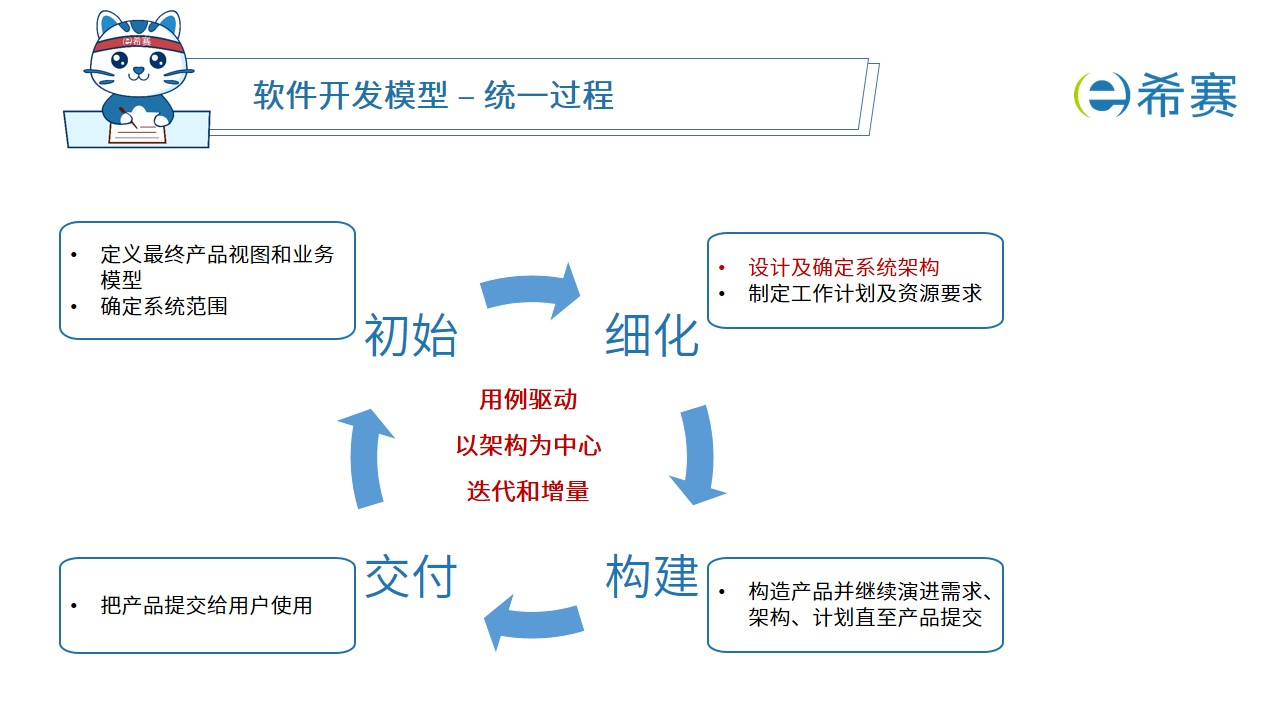 希赛
软件开发模型 – 统一过程
希赛
• 定义最终产品视图和业务
模型
• 确定系统范围
• 设计及确定系统架构
• 制定工作计划及资源要求
初始
细化
用例驱动
以架构为中心
迭代和增量
交付
构建
• 把产品提交给用户使用
• 构造产品并继续演进需求、
架构、计划直至产品提交